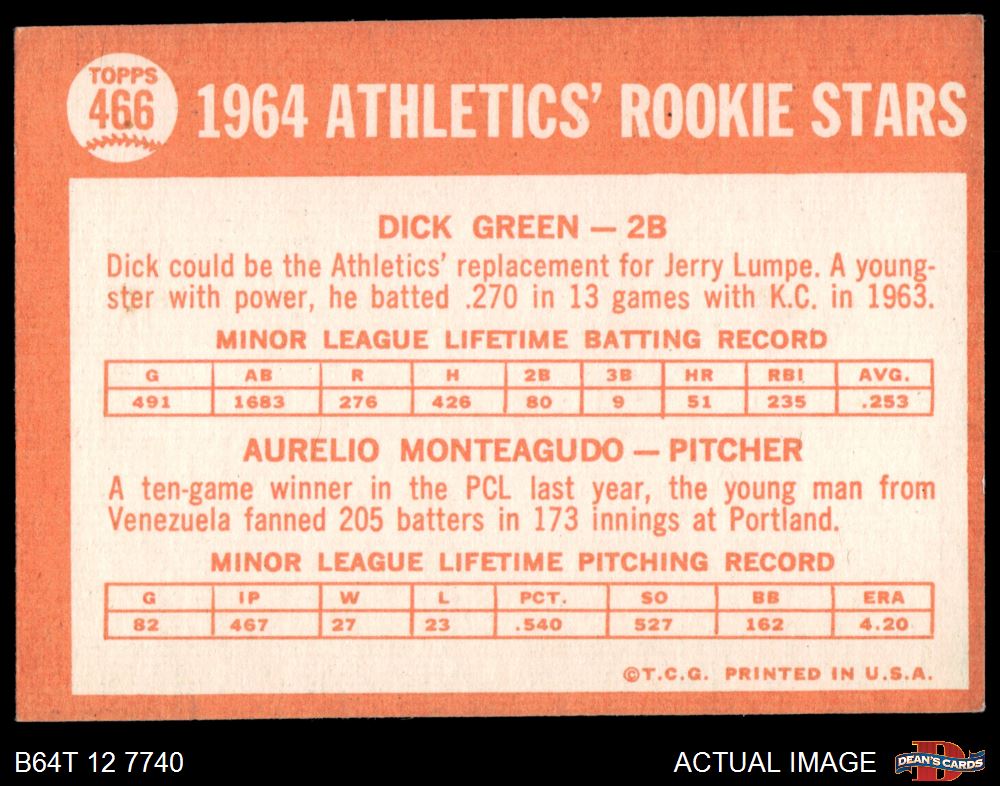 TOPPS
466
1964 ATHLETICS' ROOKIE STARS
DICK GREEN — 2B
Dick could be the Athletics' replacement for Jerry Lumpe. A young-
ster with power, he batted .270 in 13 games with K.C. in 1963.
MINOR LEAGUE LIFETIME BATTING RECORD
G AB R H 2B 3B HR RBI AVG.
491 1683 276 426 80 9 51 235 .253
AURELIO MONTEAGUDO — PITCHER
A ten-game winner in the PCL last year, the young man from
Venezuela fanned 205 batters in 173 innings at Portland.
MINOR LEAGUE LIFETIME PITCHING RECORD
G IP W L PCT. SO BB ERA
82 467 27 23 .540 527 162 4.20
©T.C.G. PRINTED IN U.S.A.
B64T 12 7740
ACTUAL IMAGE
D
DEAN'S CARDS